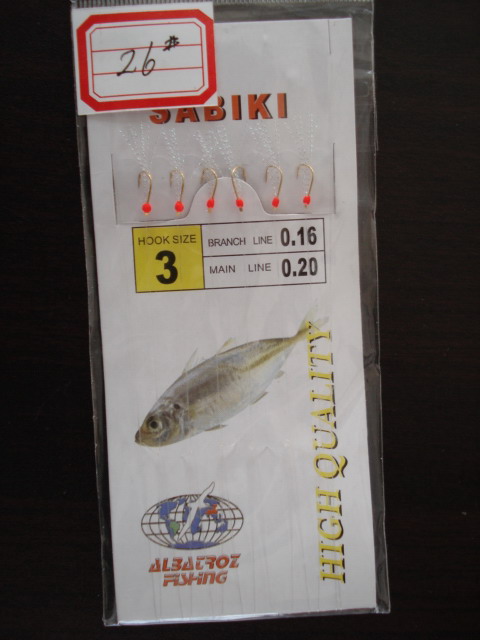 26#
SABIKI
HOOK SIZE
3
BRANCH LINE 0.16
MAIN LINE 0.20
HIGH QUALITY
ALBATROZ
FISHING